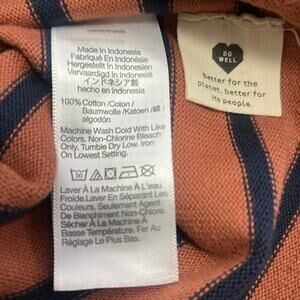 Made In Indonesia
Fabriqué En Indonésie
Hergestellt In Indonesien
Vervaardigd In Indonesië
インドネシア製
Hecho en Indonesia
100% Cotton /Coton /
Baumwolle /Katoen / 綿 /
algodón
Machine Wash Cold With Like
Colors. Non-Chlorine Bleach
Only. Tumble Dry Low. Iron
On Lowest Setting.
Laver À La Machine À L'eau
Froide.Laver En Séparant Les
Couleurs. Seulement Agent
De Blanchiment Non-Chlore.
Sécher À La Machine À
Basse Température. Fer Au
Réglage Le Plus Bas.
DO
WELL
better for the
planet, better for
its people.